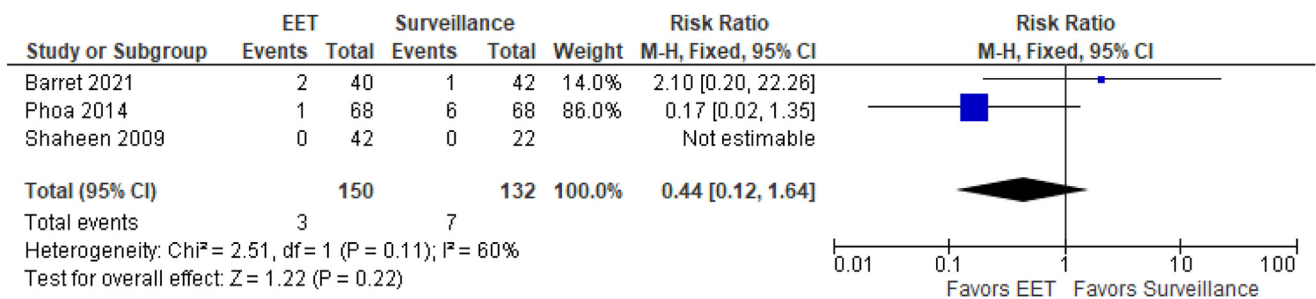 EET Surveillance Risk Ratio Risk Ratio
Study or Subgroup Events Total Events Total Weight M-H, Fixed, 95% CI M-H, Fixed, 95% CI
Barret 2021 2 40 1 42 14.0% 2.10 [0.20, 22.26]
Phoa 2014 1 68 6 68 86.0% 0.17 [0.02, 1.35]
Shaheen 2009 0 42 0 22 Not estimable
Total (95% CI) 150 132 100.0% 0.44 [0.12, 1.64]
Total events 3 7
Heterogeneity: Chi² = 2.51, df = 1 (P = 0.11); I² = 60%
Test for overall effect: Z = 1.22 (P = 0.22)
0.01 0.1 1 10 100
Favors EET Favors Surveillance